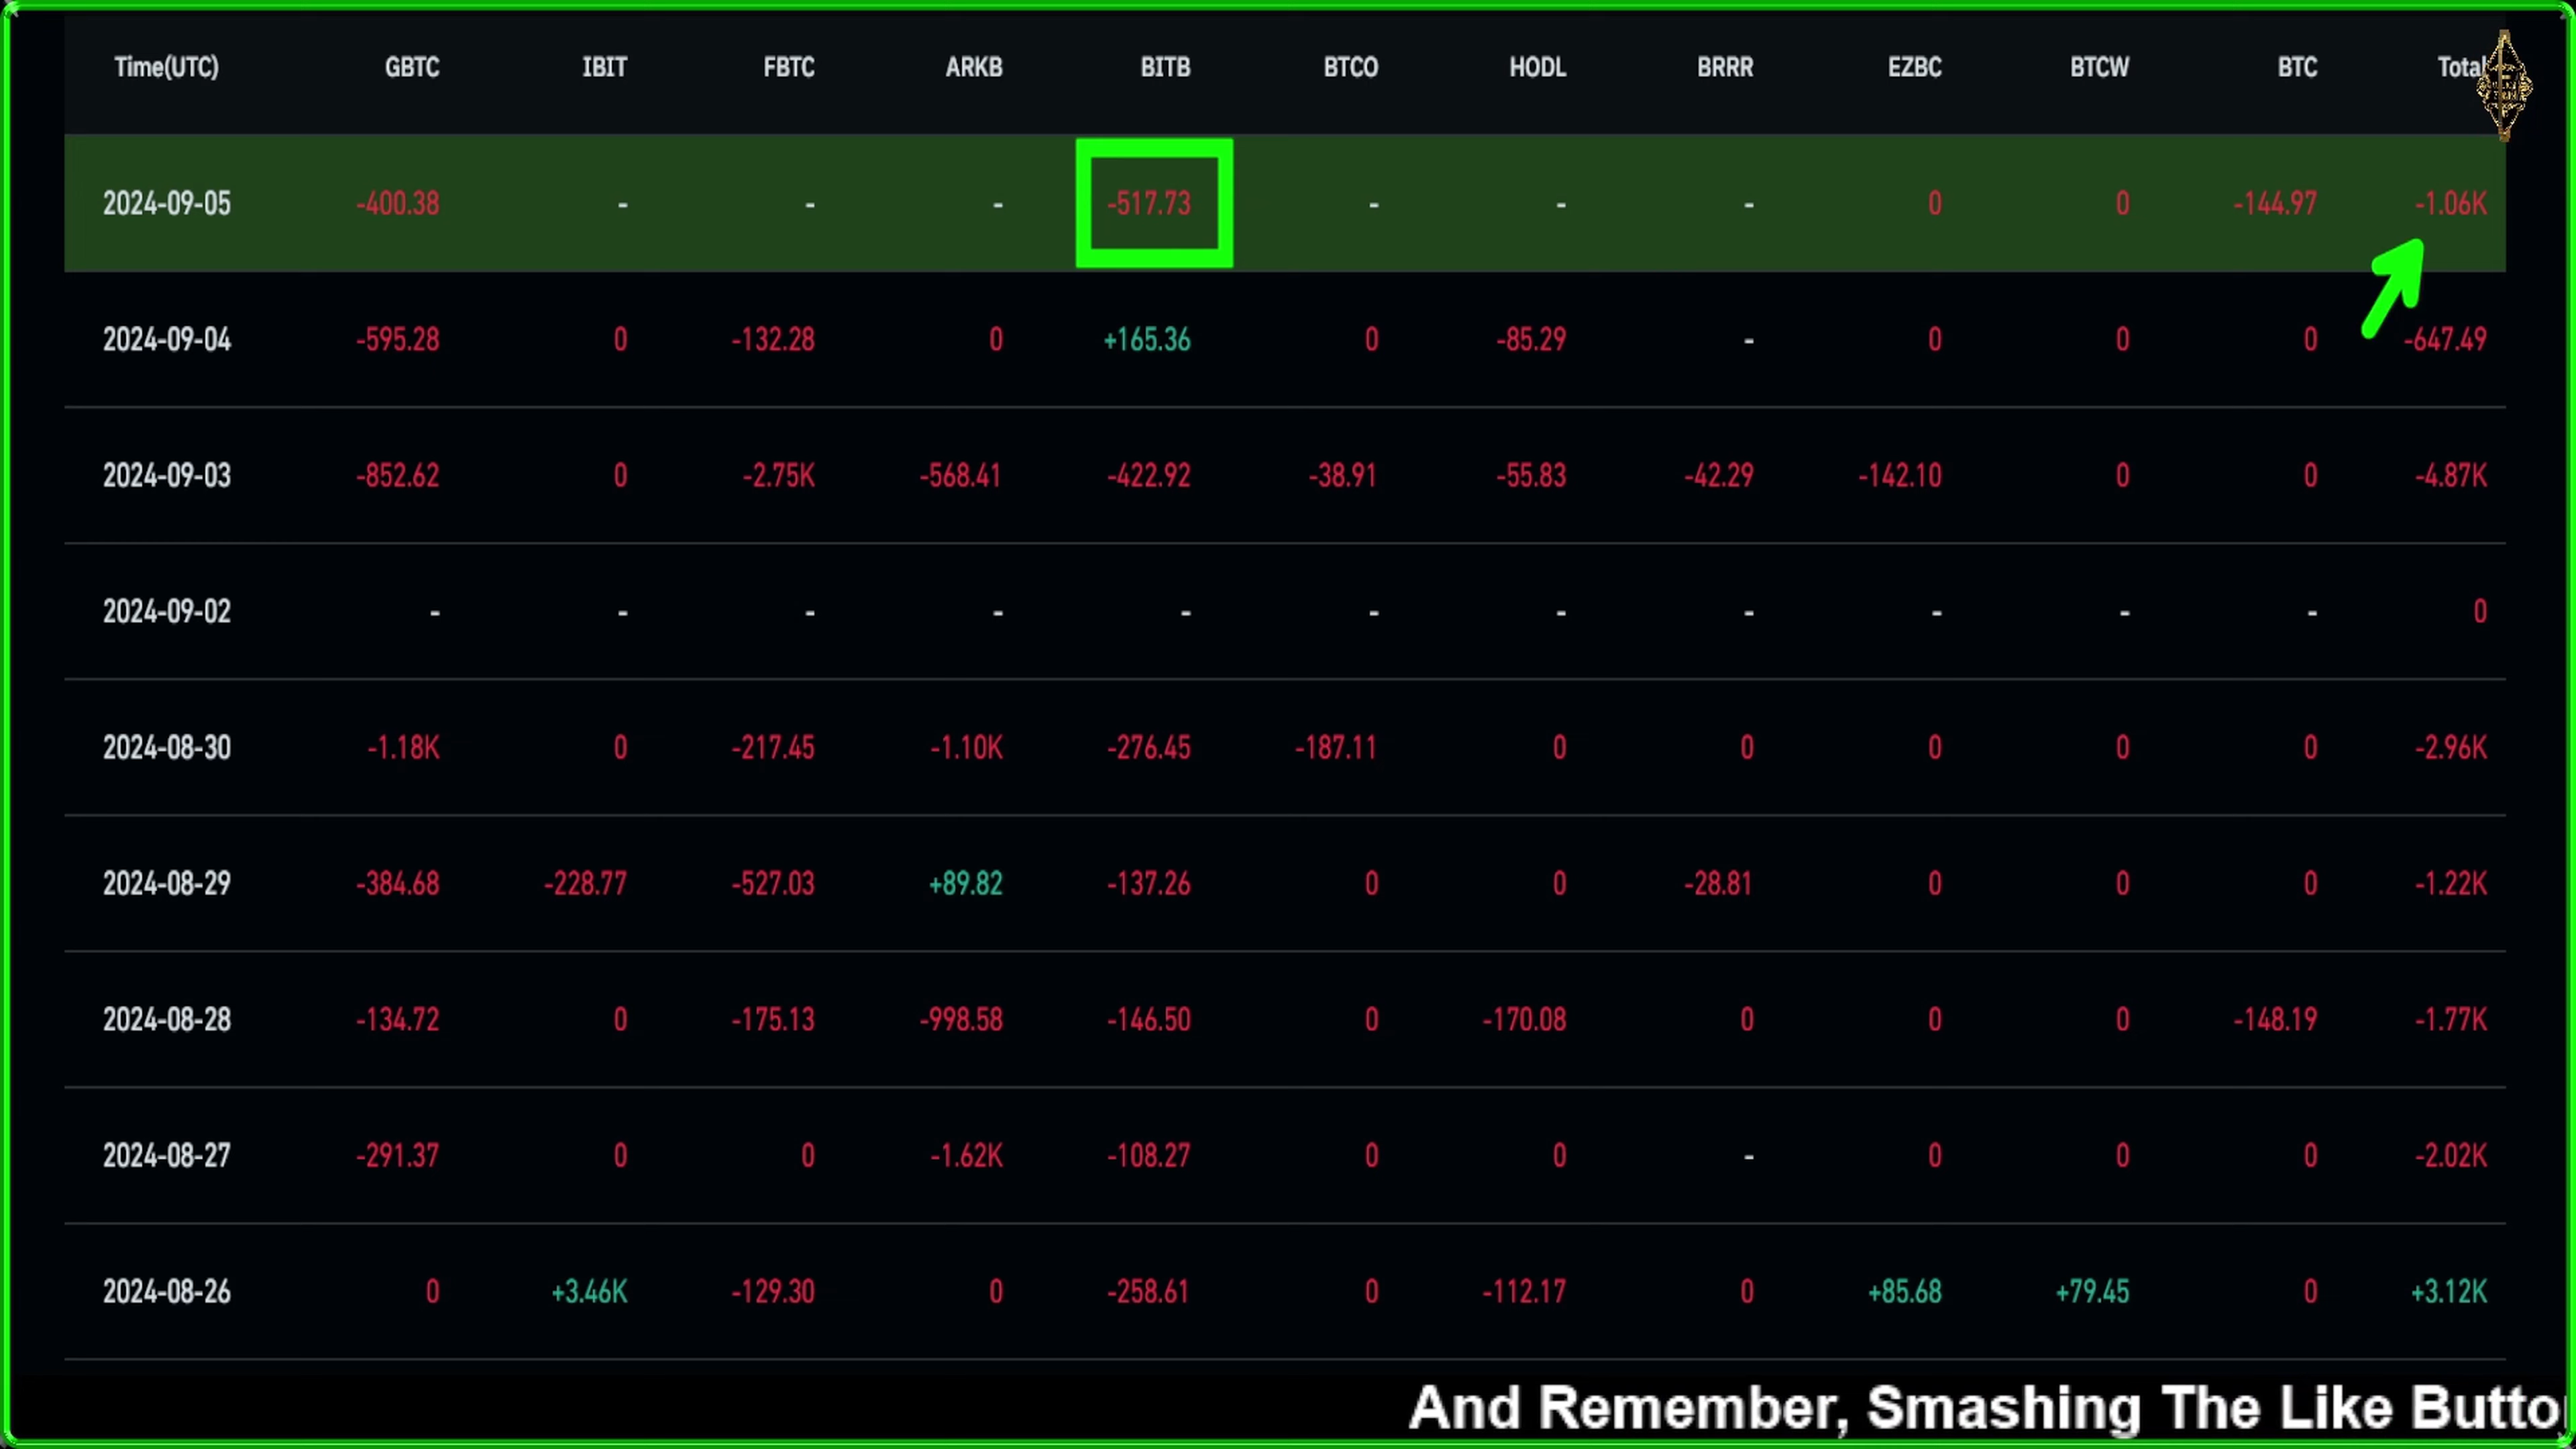 Time(UTC) GBTC IBIT FBTC ARKB BITB BTCO HODL BRRR EZBC BTCW BTC Total
2024-09-05 -400.38 - - - -517.73 - - - 0 0 -144.97 -1.06K
2024-09-04 -595.28 0 -132.28 0 +165.36 0 -85.29 - 0 0 0 -647.49
2024-09-03 -852.62 0 -2.75K -568.41 -422.92 -38.91 -55.83 -42.29 -142.10 0 0 -4.87K
2024-09-02 - - - - - - - - - - - 0
2024-08-30 -1.18K 0 -217.45 -1.10K -276.45 -187.11 0 0 0 0 0 -2.96K
2024-08-29 -384.68 -228.77 -527.03 +89.82 -137.26 0 0 -28.81 0 0 0 -1.22K
2024-08-28 -134.72 0 -175.13 -998.58 -146.50 0 -170.08 0 0 0 -148.19 -1.77K
2024-08-27 -291.37 0 0 -1.62K -108.27 0 0 - 0 0 0 -2.02K
2024-08-26 0 +3.46K -129.30 0 -258.61 0 -112.17 0 +85.68 +79.45 0 +3.12K
And Remember, Smashing The Like Butto